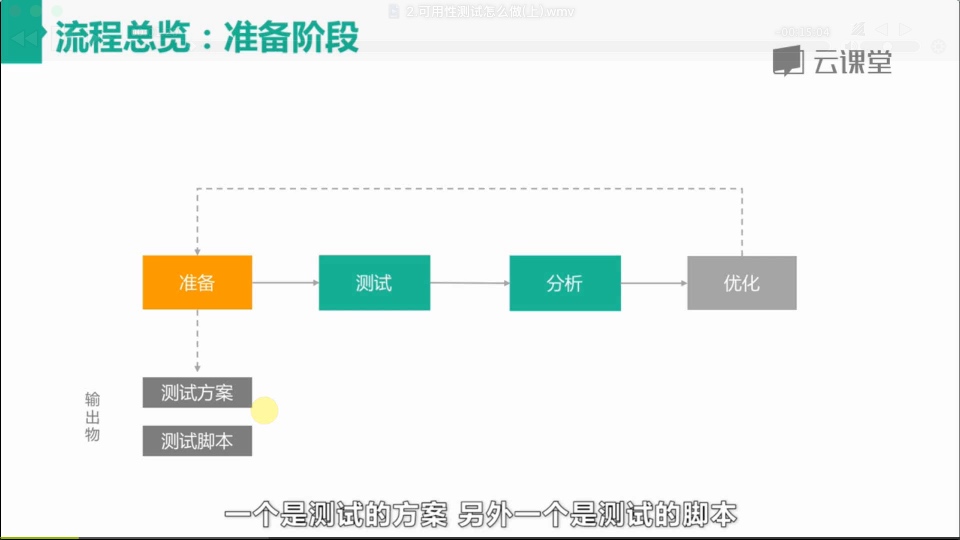 2.可用性测试怎么做(上).wmv
流程总览：准备阶段
-00:15:04
云课堂
准备
测试
分析
优化
输出物
测试方案
测试脚本
一个是测试的方案 另外一个是测试的脚本